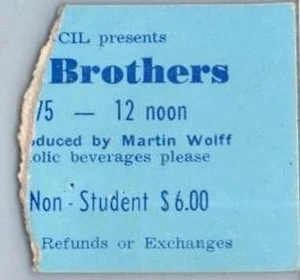 CIL presents
Brothers
75 — 12 noon
oduced by Martin Wolff
olic beverages please
Non - Student $6.00
Refunds or Exchanges